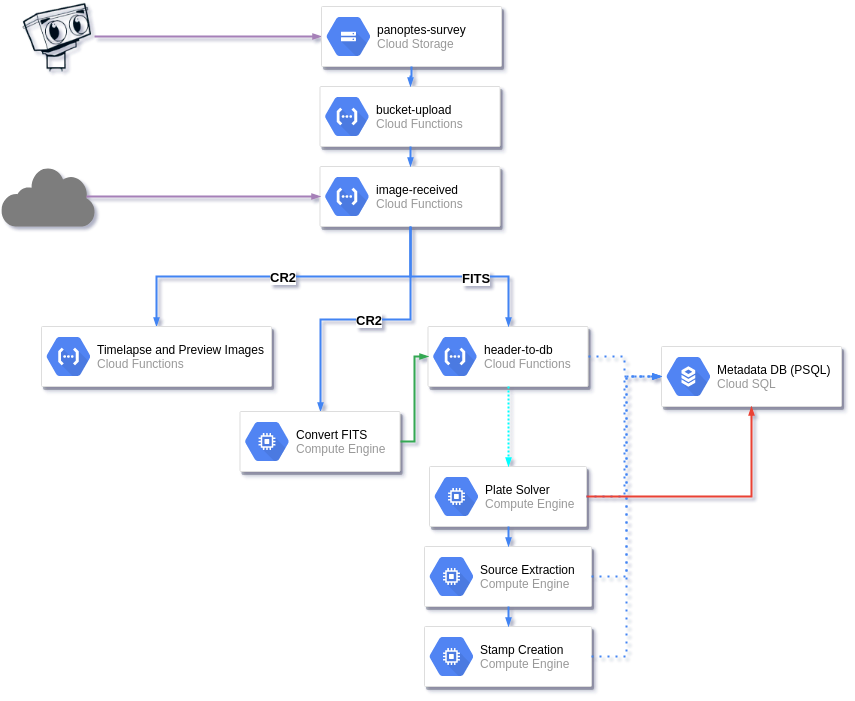 panoptes-survey
Cloud Storage
bucket-upload
Cloud Functions
image-received
Cloud Functions
CR2
FITS
CR2
Timelapse and Preview Images
Cloud Functions
header-to-db
Cloud Functions
Metadata DB (PSQL)
Cloud SQL
Convert FITS
Compute Engine
Plate Solver
Compute Engine
Source Extraction
Compute Engine
Stamp Creation
Compute Engine